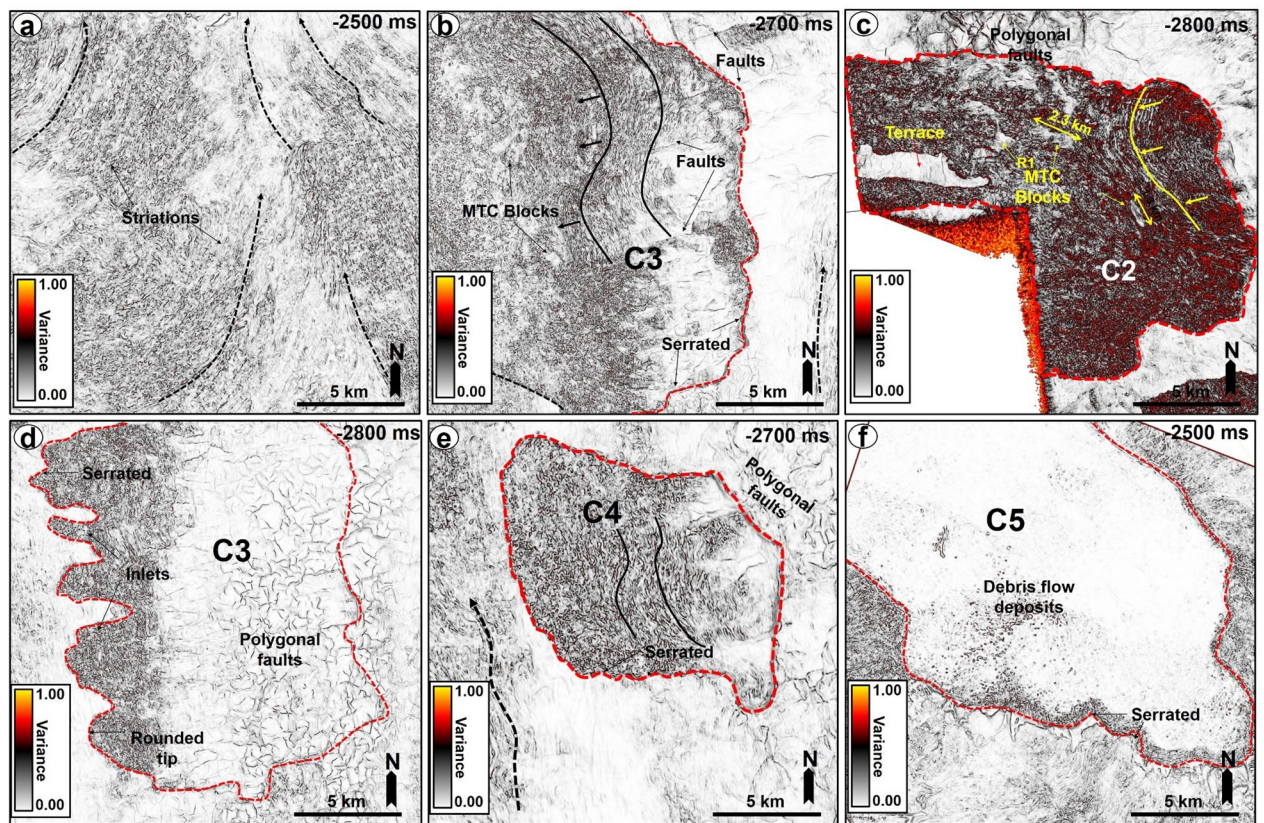 a
-2500 ms
Striations
1.00
Variance
0.00
N
5 km
b
-2700 ms
Faults
Faults
MTC Blocks
C3
Serrated
1.00
Variance
0.00
N
5 km
c
-2800 ms
Polygonal
faults
2.3 km
Terrace
R1
MTC
Blocks
C2
1.00
Variance
0.00
N
5 km
d
-2800 ms
Serrated
C3
Inlets
Polygonal
faults
Rounded
tip
1.00
Variance
0.00
N
5 km
e
-2700 ms
Polygonal
faults
C4
Serrated
1.00
Variance
0.00
N
5 km
f
-2500 ms
C5
Debris flow
deposits
Serrated
1.00
Variance
0.00
N
5 km